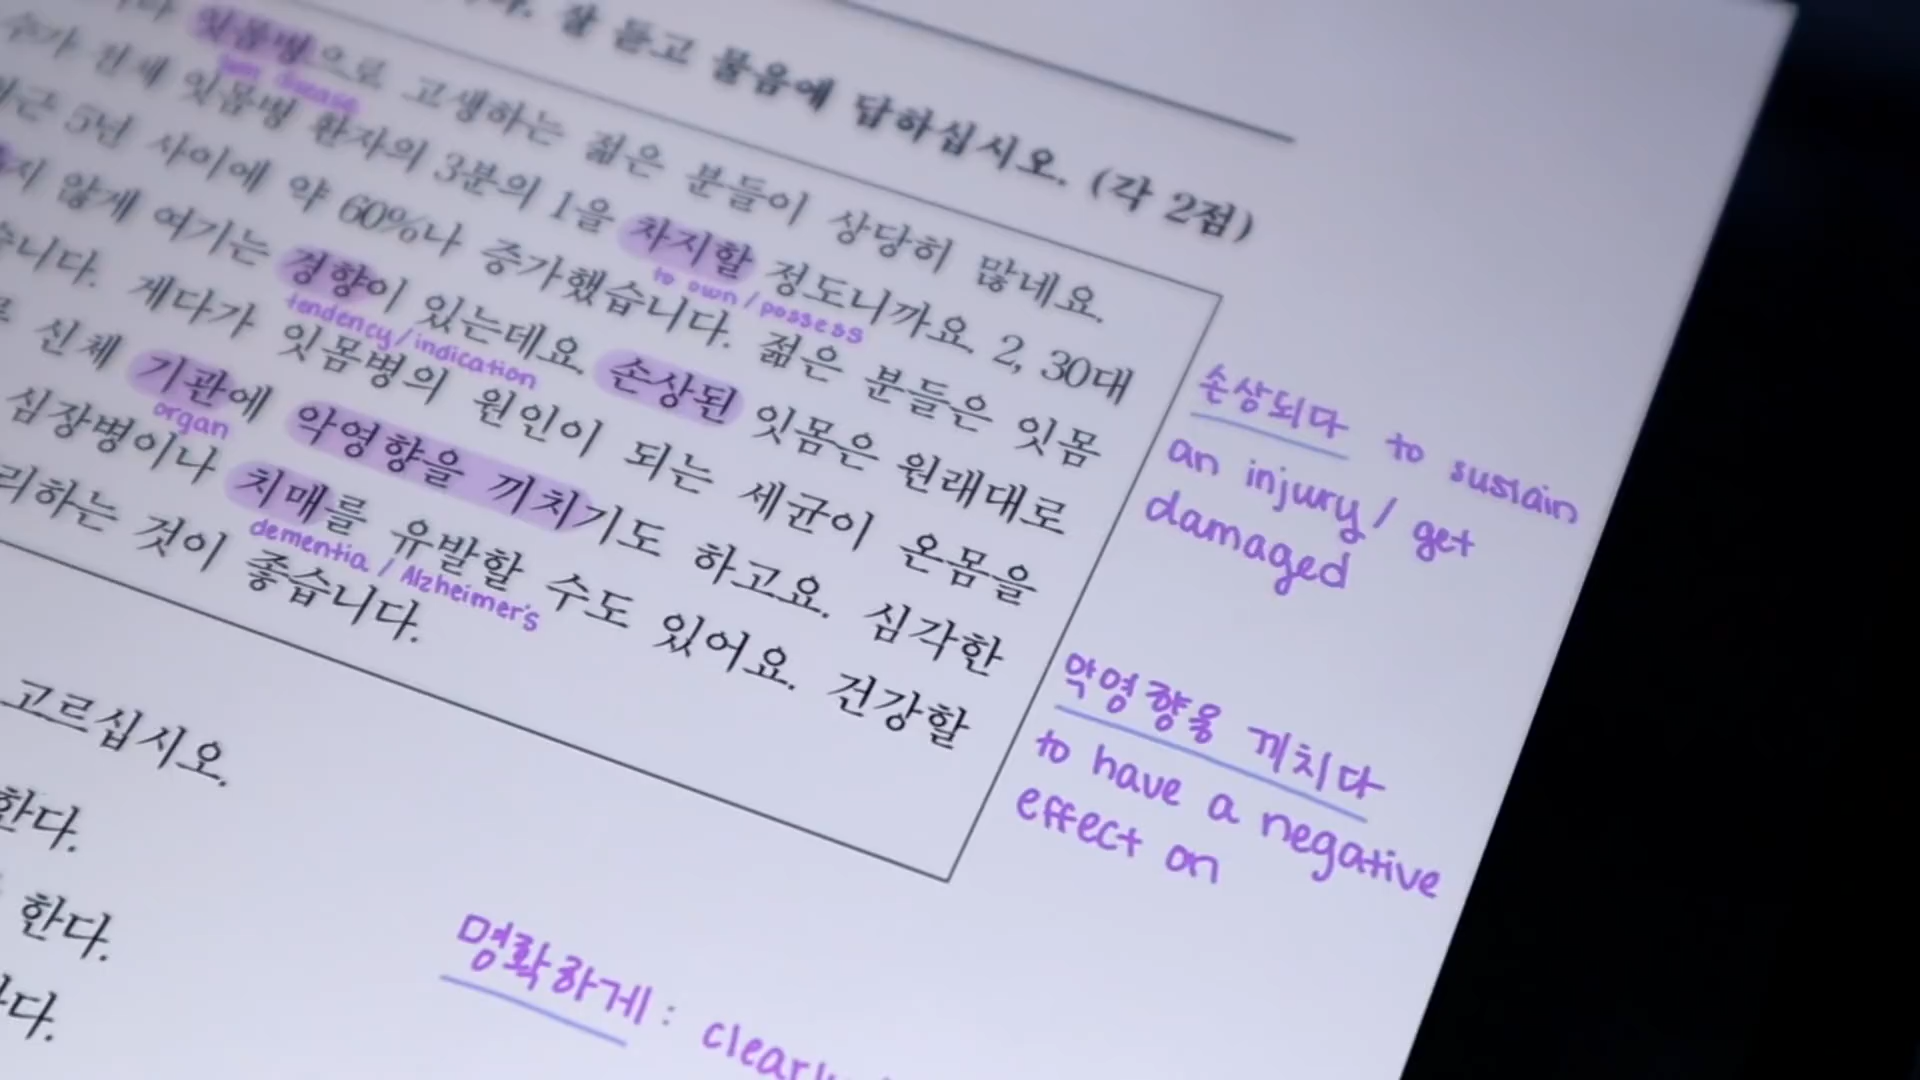 잘 듣고 물음에 답하십시오. (각 2점)
잇몸병으로 고생하는 젊은 분들이 상당히 많네요.
gum disease
수가 전체 잇몸병 환자의 3분의 1을 차지할 정도니까요. 2, 30대
to own / possess
최근 5년 사이에 약 60%나 증가했습니다. 젊은 분들은 잇몸
않게 여기는 경향이 있는데요. 손상된 잇몸은 원래대로
tendency / indication
습니다. 게다가 잇몸병의 원인이 되는 세균이 온몸을
신체 기관에 악영향을 끼치기도 하고요. 심각한
organ
심장병이나 치매를 유발할 수도 있어요. 건강할
dementia / Alzheimer's
리하는 것이 좋습니다.
손상되다 to sustain
an injury / get
damaged
악영향을 끼치다
to have a negative
effect on
고르십시오.
한다.
한다.
다.
명확하게 :